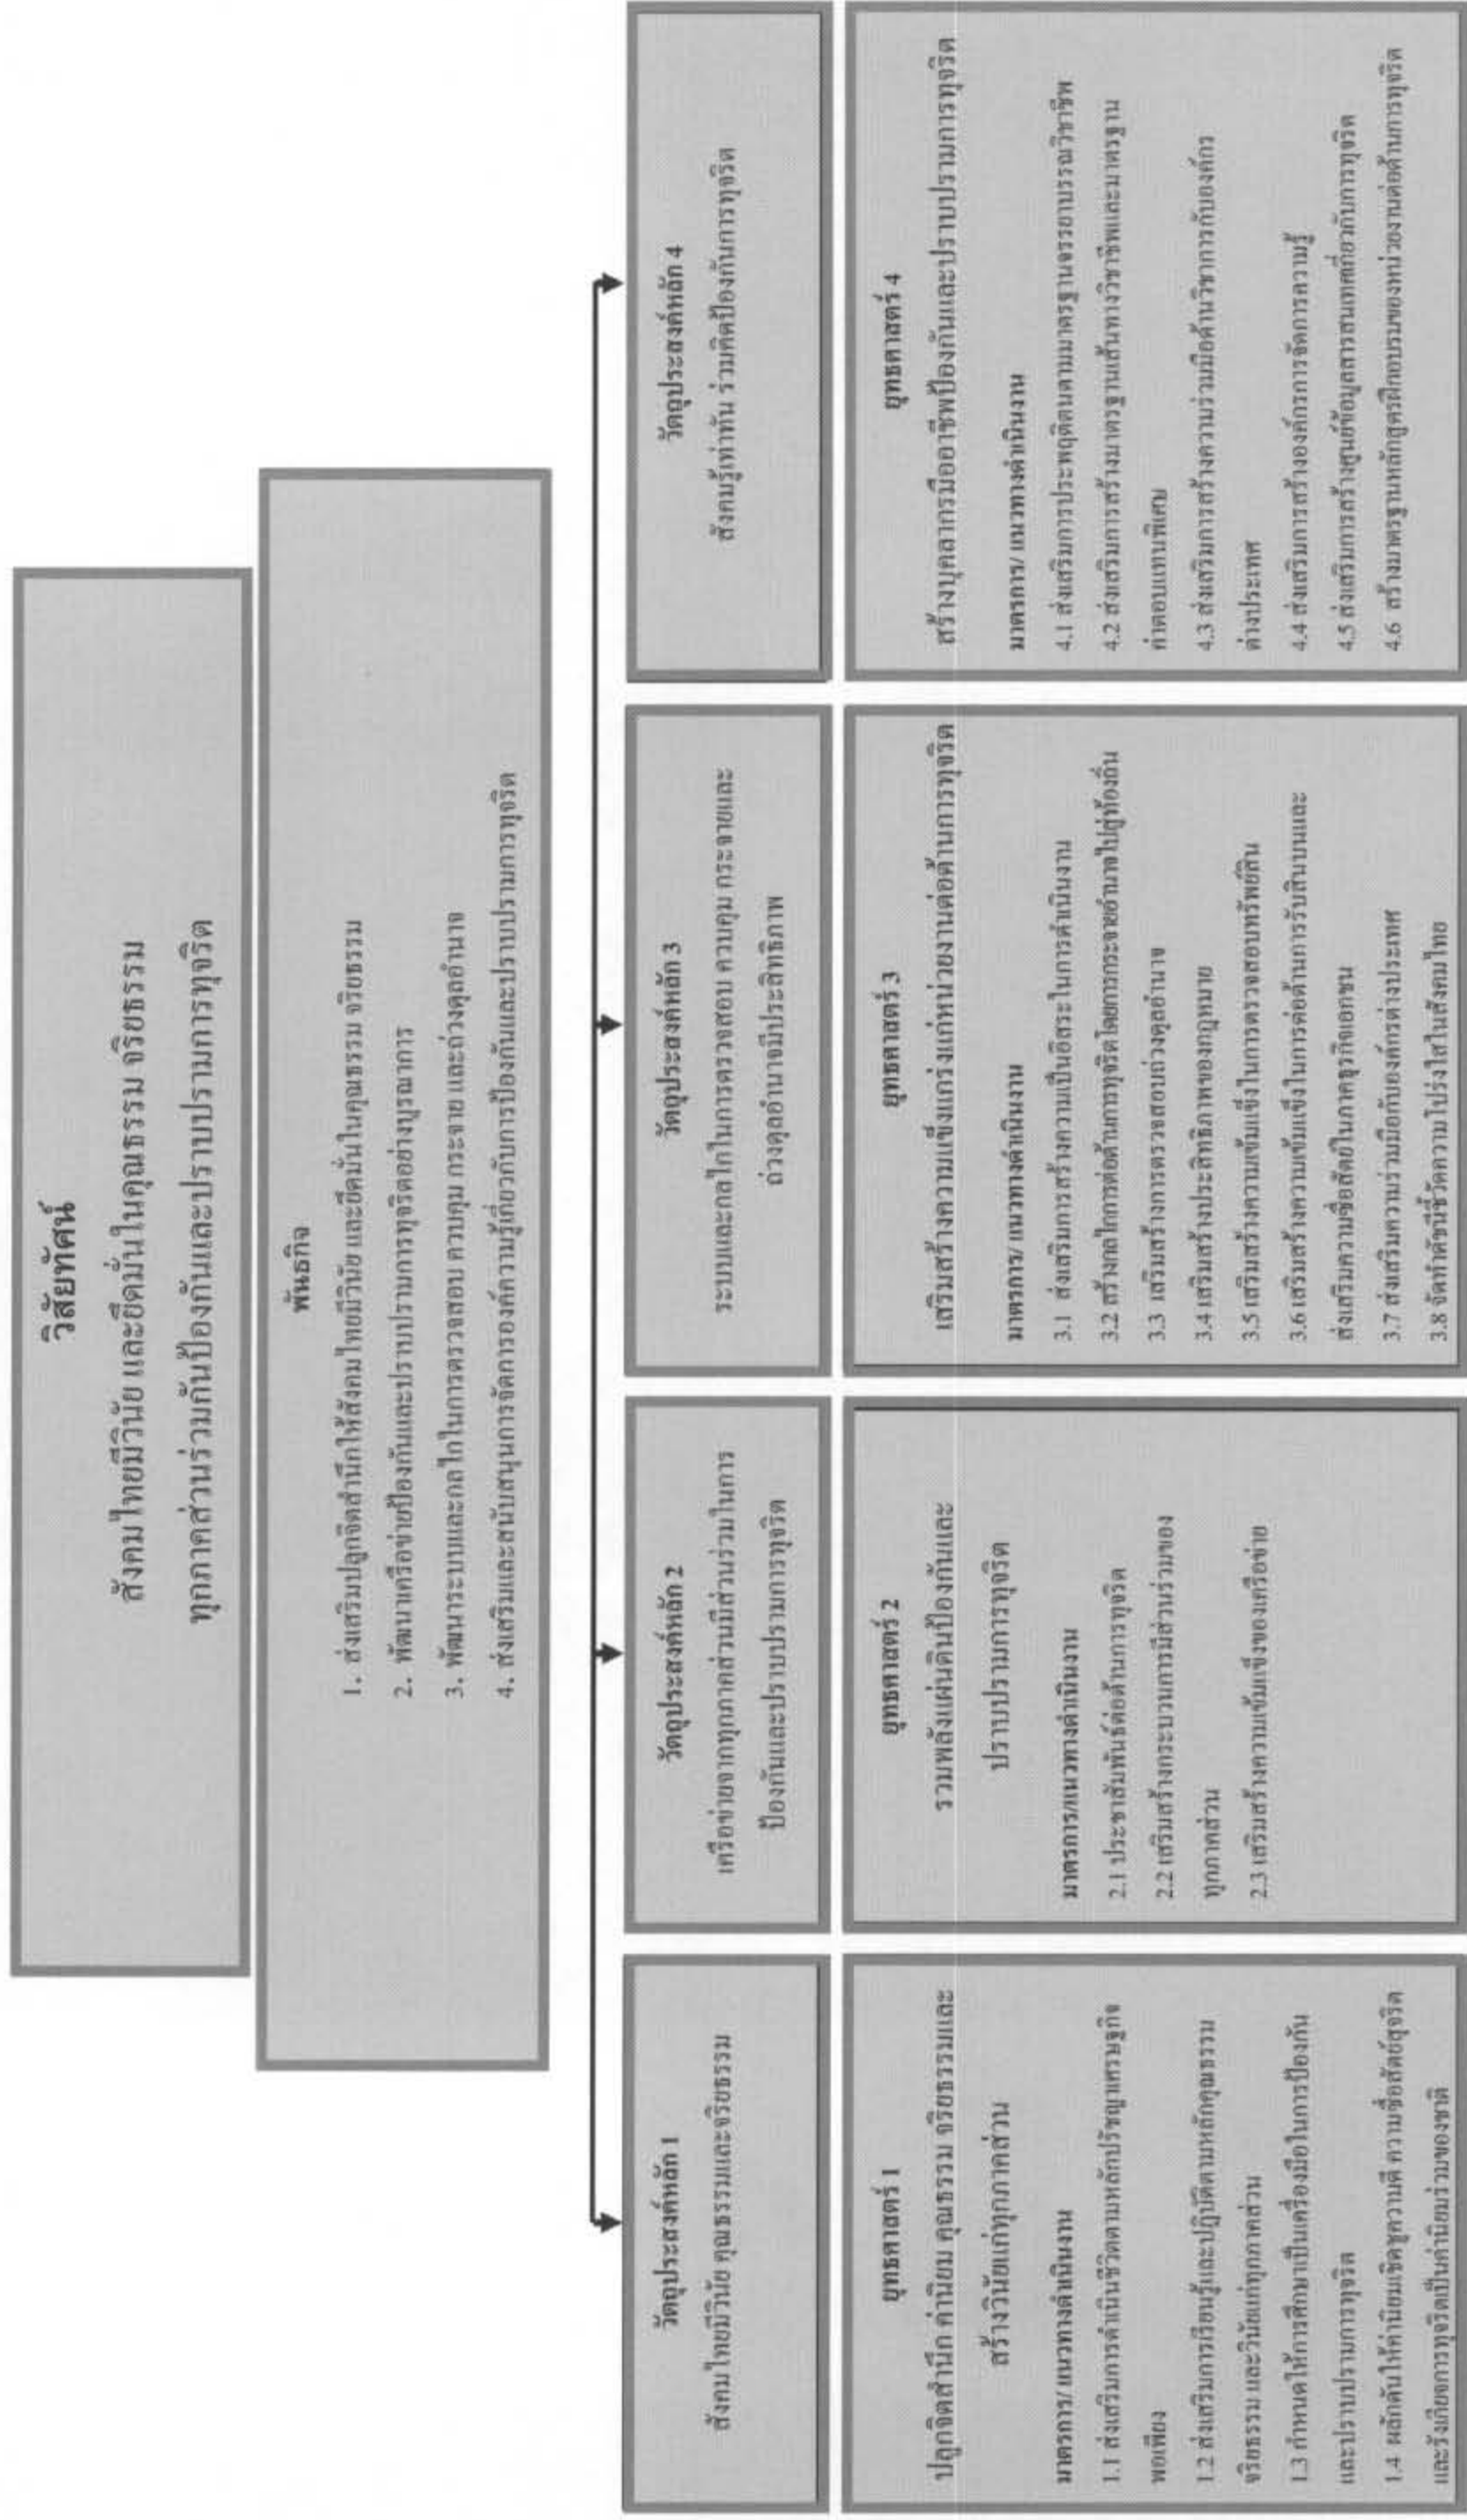 วิสัยทัศน์
สังคมไทยมีวินัย และยึดมั่นในคุณธรรม จริยธรรม
ทุกภาคส่วนร่วมกันป้องกันและปราบปรามการทุจริต
พันธกิจ
1. ส่งเสริมปลูกจิตสำนึกให้สังคมไทยมีวินัย และยึดมั่นในคุณธรรม จริยธรรม
2. พัฒนาเครือข่ายป้องกันและปราบปรามการทุจริตอย่างบูรณาการ
3. พัฒนาระบบและกลไกในการตรวจสอบ ควบคุม กระจาย และถ่วงดุลอำนาจ
4. ส่งเสริมและสนับสนุนการจัดการองค์ความรู้เกี่ยวกับการป้องกันและปราบปรามการทุจริต
วัตถุประสงค์หลัก 1
สังคมไทยมีวินัย คุณธรรมและจริยธรรม
วัตถุประสงค์หลัก 2
เครือข่ายจากทุกภาคส่วนมีส่วนร่วมในการ
ป้องกันและปราบปรามการทุจริต
วัตถุประสงค์หลัก 3
ระบบและกลไกในการตรวจสอบ ควบคุม กระจายและ
ถ่วงดุลอำนาจมีประสิทธิภาพ
วัตถุประสงค์หลัก 4
สังคมรู้เท่าทัน ร่วมคิดป้องกันการทุจริต
ยุทธศาสตร์ 1
ปลูกจิตสำนึก ค่านิยม คุณธรรม จริยธรรมและ
สร้างวินัยแก่ทุกภาคส่วน
มาตรการ/ แนวทางดำเนินงาน
1.1 ส่งเสริมการดำเนินชีวิตตามหลักปรัชญาเศรษฐกิจ
พอเพียง
1.2 ส่งเสริมการเรียนรู้และปฏิบัติตามหลักคุณธรรม
จริยธรรม และวินัยแก่ทุกภาคส่วน
1.3 กำหนดให้การศึกษาเป็นเครื่องมือในการป้องกัน
และปราบปรามการทุจริต
1.4 ผลักดันให้ค่านิยมเชิดชูความดี ความซื่อสัตย์สุจริต
และรังเกียจการทุจริตเป็นค่านิยมร่วมของชาติ
ยุทธศาสตร์ 2
รวมพลังแผ่นดินป้องกันและ
ปราบปรามการทุจริต
มาตรการ/แนวทางดำเนินงาน
2.1 ประชาสัมพันธ์ต่อต้านการทุจริต
2.2 เสริมสร้างกระบวนการมีส่วนร่วมของ
ทุกภาคส่วน
2.3 เสริมสร้างความเข้มแข็งของเครือข่าย
ยุทธศาสตร์ 3
เสริมสร้างความแข็งแกร่งแก่หน่วยงานต่อต้านการทุจริต
มาตรการ/ แนวทางดำเนินงาน
3.1 ส่งเสริมการสร้างความเป็นอิสระในการดำเนินงาน
3.2 สร้างกลไกการต่อต้านการทุจริตโดยการกระจายอำนาจไปสู่ท้องถิ่น
3.3 เสริมสร้างการตรวจสอบถ่วงดุลอำนาจ
3.4 เสริมสร้างประสิทธิภาพของกฎหมาย
3.5 เสริมสร้างความเข้มแข็งในการตรวจสอบทรัพย์สิน
3.6 เสริมสร้างความเข้มแข็งในการต่อต้านการรับสินบนและ
ส่งเสริมความซื่อสัตย์ในภาคธุรกิจเอกชน
3.7 ส่งเสริมความร่วมมือกับองค์กรต่างประเทศ
3.8 จัดทำดัชนีชี้วัดความโปร่งใสในสังคมไทย
ยุทธศาสตร์ 4
สร้างบุคลากรมืออาชีพป้องกันและปราบปรามการทุจริต
มาตรการ/ แนวทางดำเนินงาน
4.1 ส่งเสริมการประพฤติตนตามมาตรฐานจรรยาบรรณวิชาชีพ
4.2 ส่งเสริมการสร้างมาตรฐานเส้นทางวิชาชีพและมาตรฐาน
ค่าตอบแทนพิเศษ
4.3 ส่งเสริมการสร้างความร่วมมือด้านวิชาการกับองค์กร
ต่างประเทศ
4.4 ส่งเสริมการสร้างองค์กรการจัดการความรู้
4.5 ส่งเสริมการสร้างศูนย์ข้อมูลสารสนเทศเกี่ยวกับการทุจริต
4.6 สร้างมาตรฐานหลักสูตรฝึกอบรมของหน่วยงานต่อต้านการทุจริต